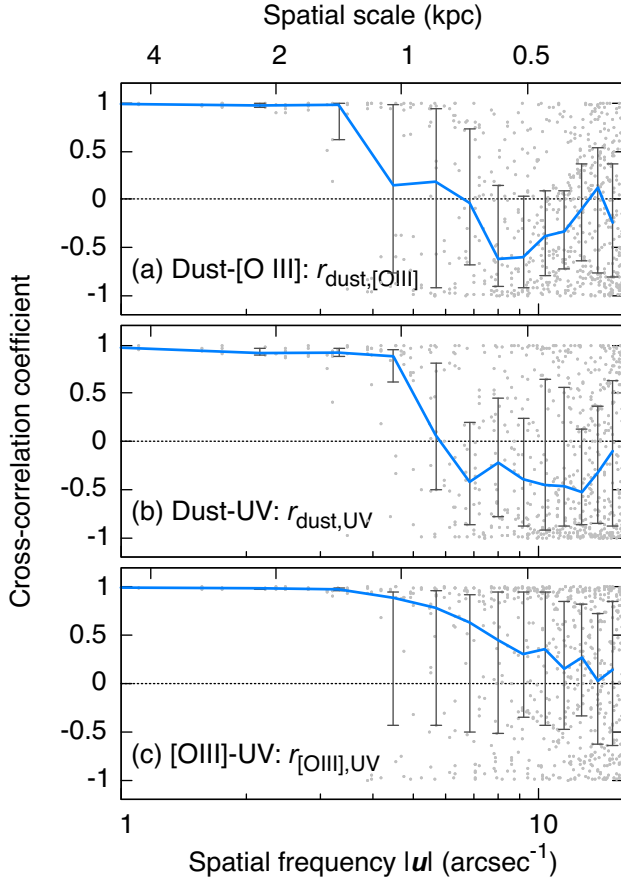 Spatial scale (kpc)
4 2 1 0.5
1
0.5
0
-0.5
-1
(a) Dust-[O III]: r_dust,[OIII]
1
0.5
0
-0.5
-1
(b) Dust-UV: r_dust,UV
1
0.5
0
-0.5
-1
(c) [OIII]-UV: r_[OIII],UV
Cross-correlation coefficient
1 10
Spatial frequency |u| (arcsec⁻¹)